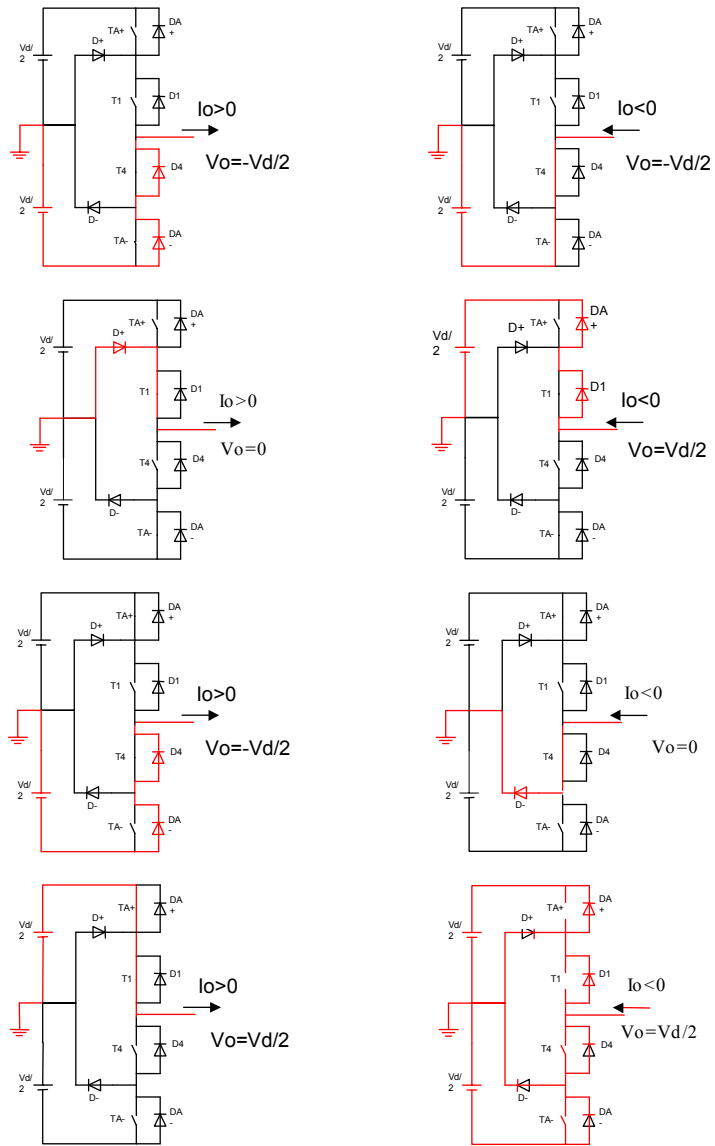 DA
+
TA+
D+
Vd/
2
T1
D1
Io>0
Vo=-Vd/2
T4
D4
Vd/
2
D-
TA-
DA
-
DA
+
TA+
D+
Vd/
2
T1
D1
Io<0
Vo=-Vd/2
T4
D4
Vd/
2
D-
TA-
DA
-
DA
+
TA+
D+
Vd/
2
T1
D1
Io>0
Vo=0
T4
D4
Vd/
2
D-
TA-
DA
-
DA
+
TA+
D+
Vd/
2
T1
D1
Io<0
Vo=Vd/2
T4
D4
Vd/
2
D-
TA-
DA
-
DA
+
TA+
D+
Vd/
2
T1
D1
Io>0
Vo=-Vd/2
T4
D4
Vd/
2
D-
TA-
DA
-
DA
+
TA+
D+
Vd/
2
T1
D1
Io<0
Vo=0
T4
D4
Vd/
2
D-
TA-
DA
-
DA
+
TA+
D+
Vd/
2
T1
D1
Io>0
Vo=Vd/2
T4
D4
Vd/
2
D-
TA-
DA
-
DA
+
TA+
D+
Vd/
2
T1
D1
Io<0
Vo=Vd/2
T4
D4
Vd/
2
D-
TA-
DA
-